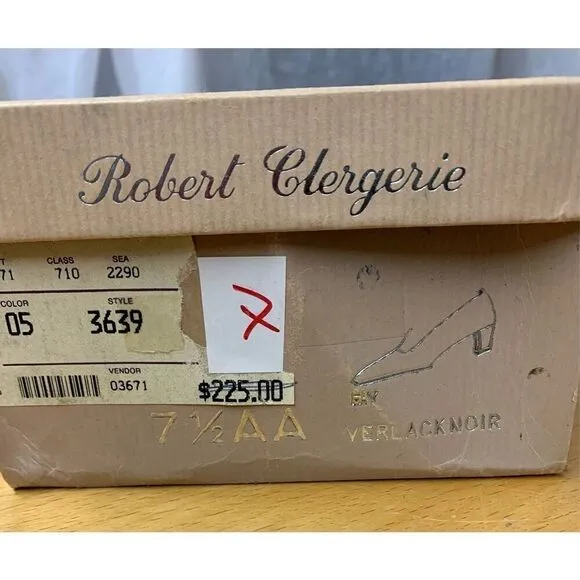 Robert Clergerie
T CLASS SEA
71 710 2290
COLOR STYLE
05 3639
7
VENDOR
03671 $225.00
7 ½ AA VERLACKNOIR